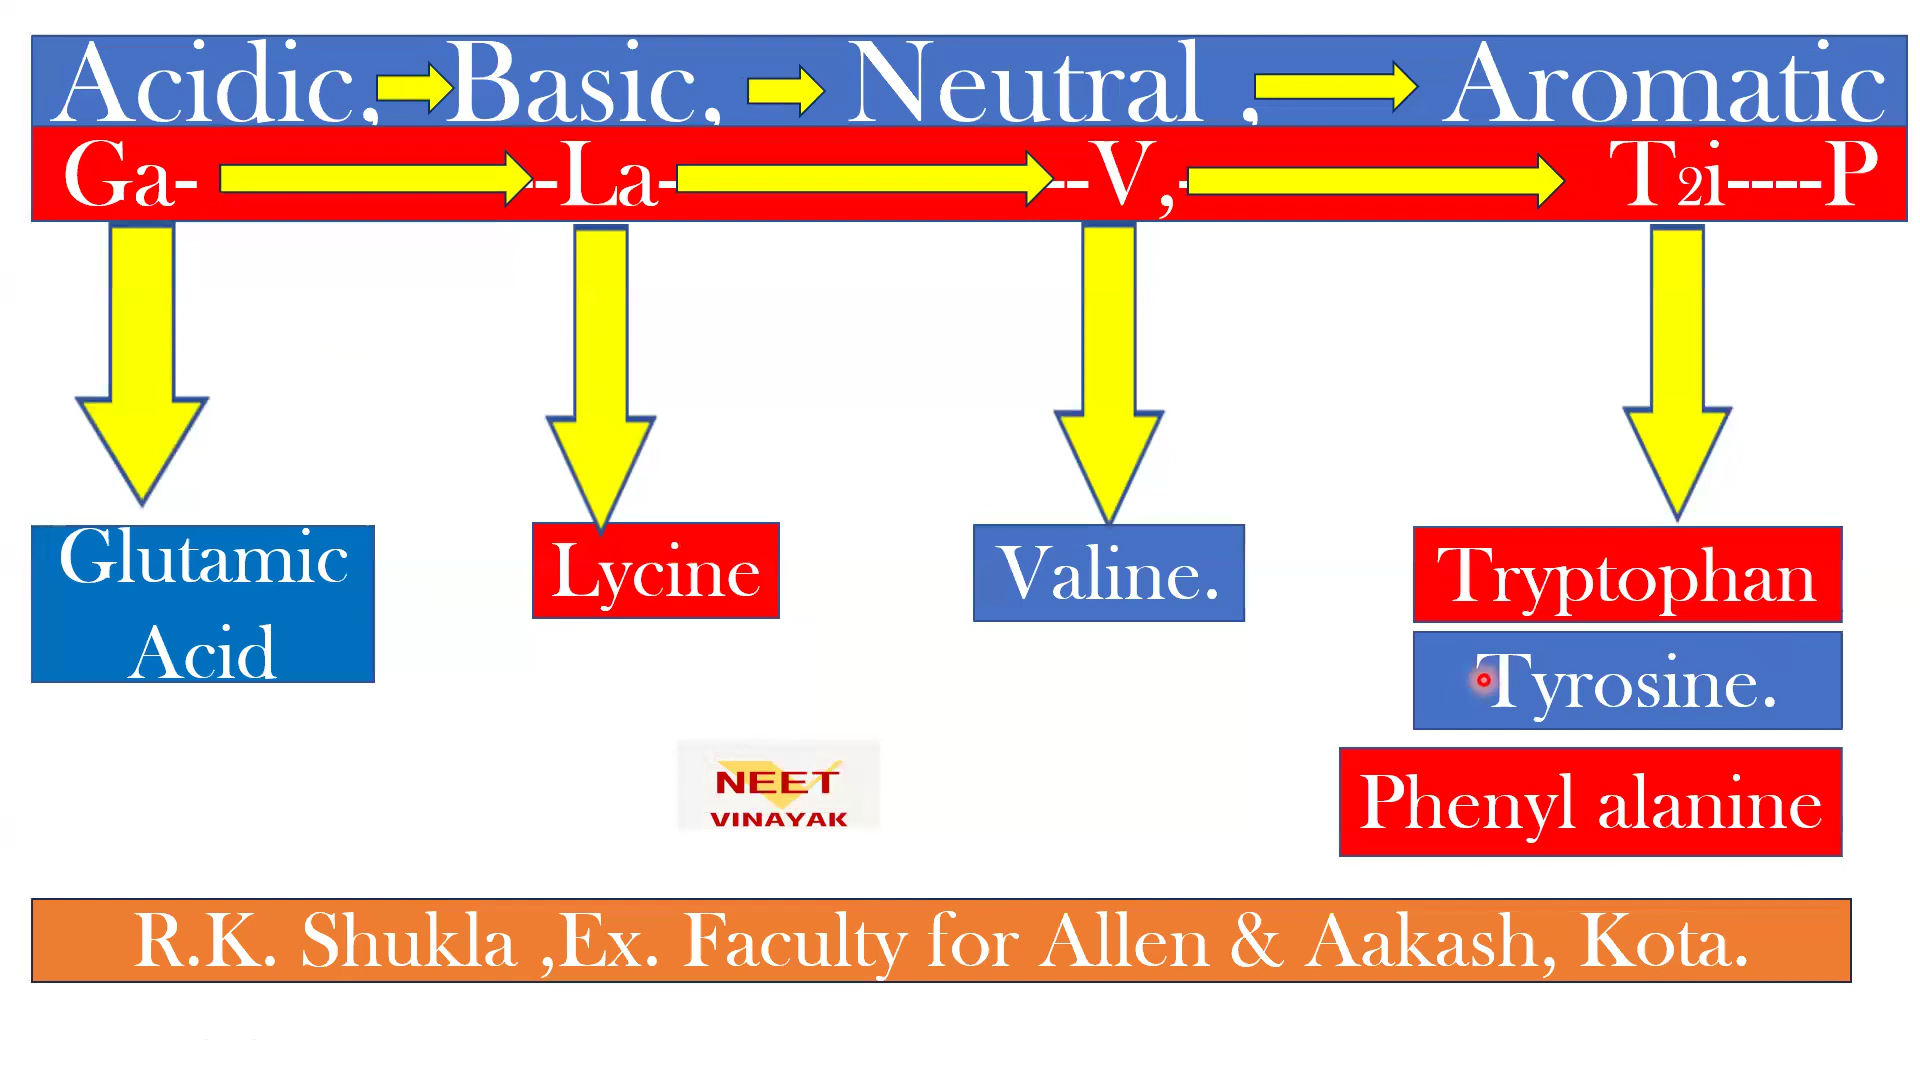 Acidic, Basic, Neutral , Aromatic
Ga- --La- --V,- T2i----P
Glutamic
Acid
Lycine
Valine.
Tryptophan
Tyrosine.
Phenyl alanine
NEET
VINAYAK
R.K. Shukla ,Ex. Faculty for Allen & Aakash, Kota.